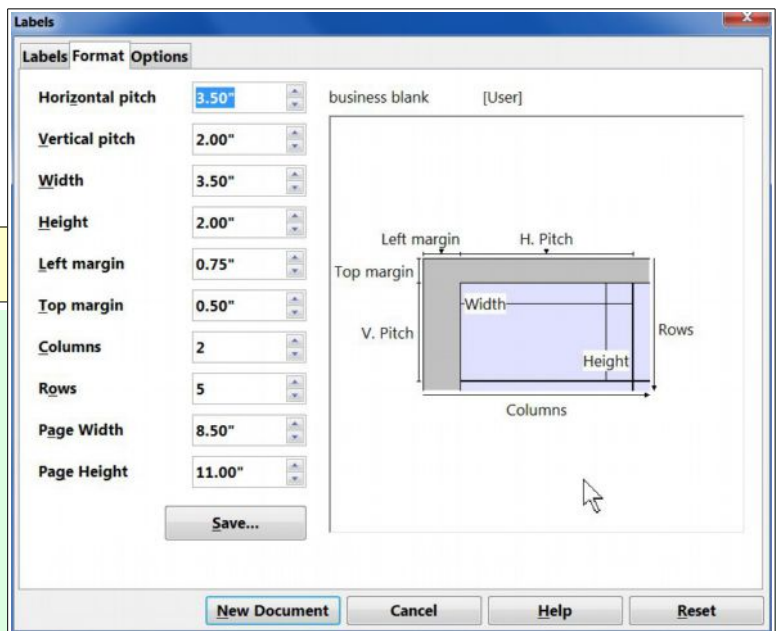 Labels
Labels Format Options
Horizontal pitch 3.50" business blank [User]
Vertical pitch 2.00"
Width 3.50"
Height 2.00"
Left margin 0.75"
Top margin 0.50"
Columns 2
Rows 5
Page Width 8.50"
Page Height 11.00"
Save...
Left margin H. Pitch
Top margin
Width
V. Pitch Rows
Height
Columns
New Document Cancel Help Reset